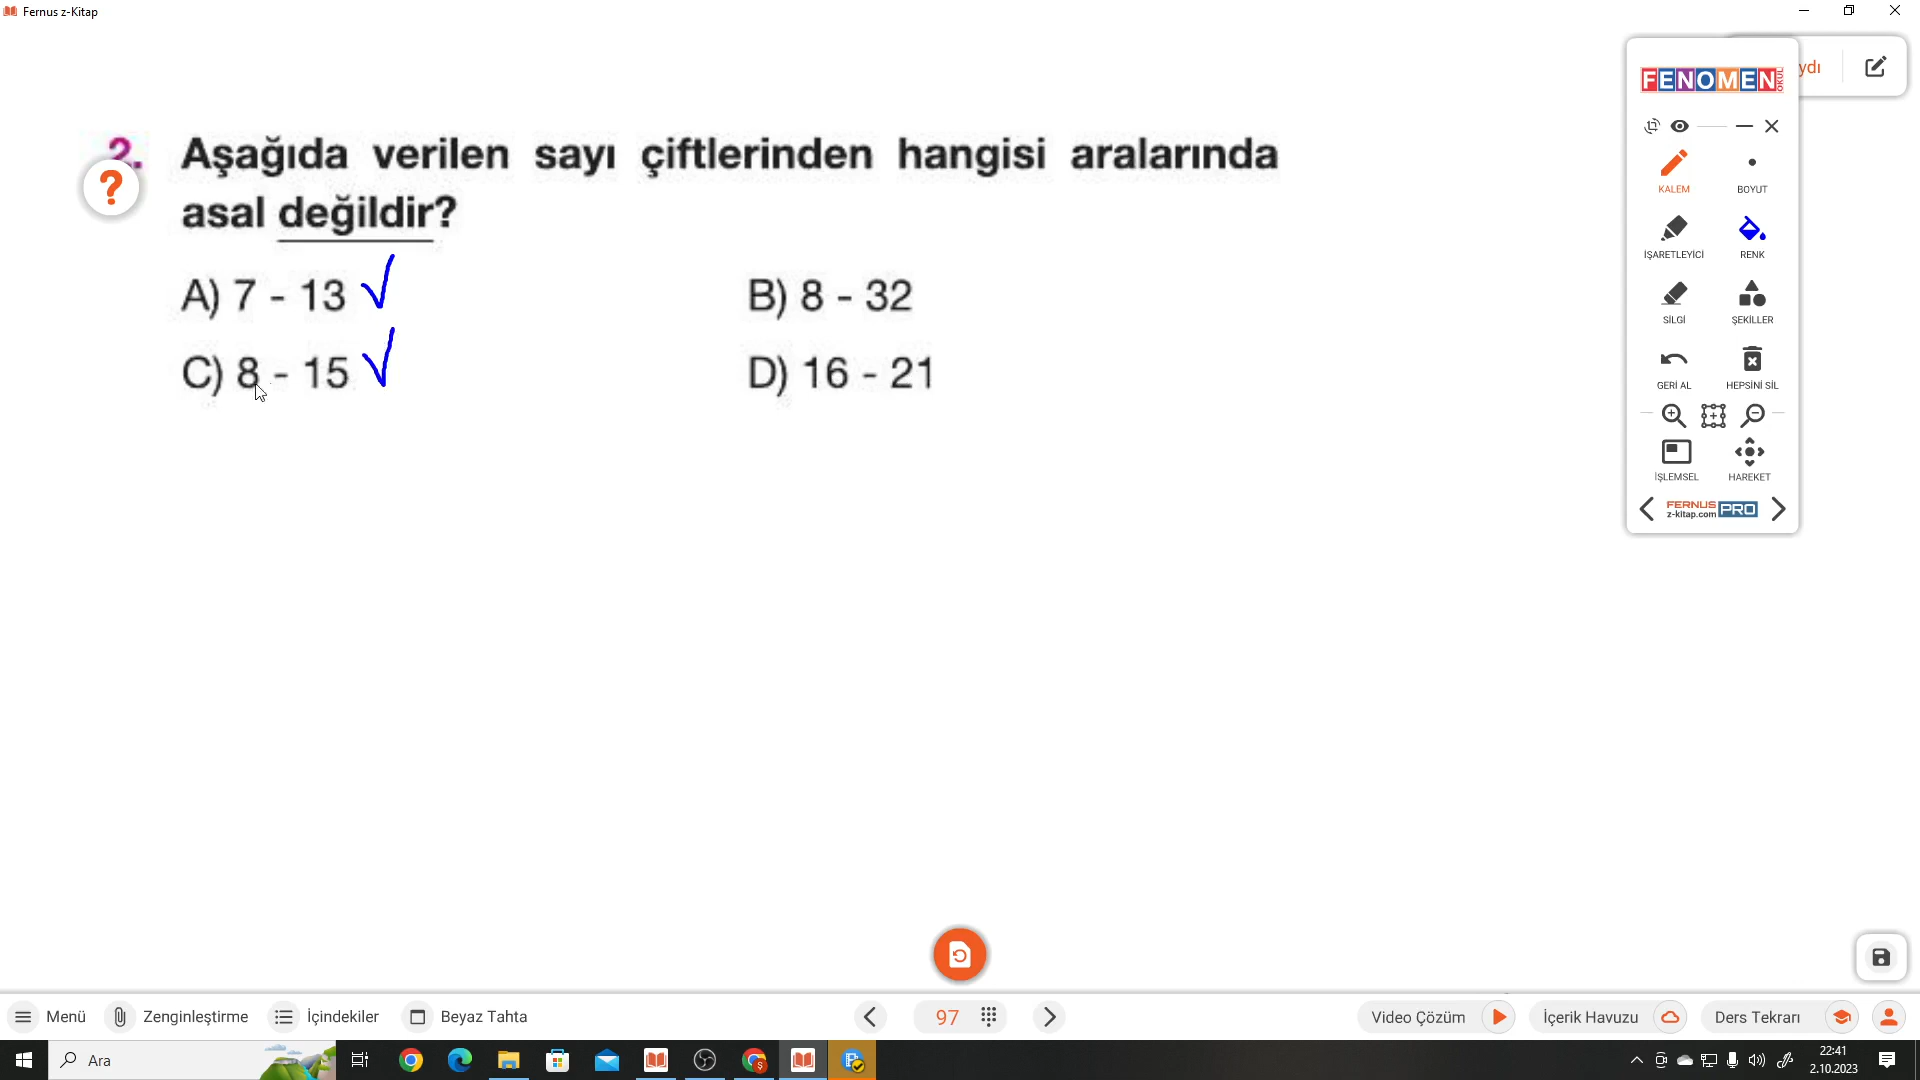 Fernus z-Kitap
ydı
FENOMEN OKUL
2. Aşağıda verilen sayı çiftlerinden hangisi aralarında
asal değildir?
A) 7 - 13 B) 8 - 32
C) 8 - 15 D) 16 - 21
KALEM BOYUT
İŞARETLEYİCİ RENK
SİLGİ ŞEKİLLER
GERİ AL HEPSİNİ SİL
İŞLEMSEL HAREKET
FERNUS PRO
z-kitap.com
Menü Zenginleştirme İçindekiler Beyaz Tahta 97 Video Çözüm İçerik Havuzu Ders Tekrarı
Ara
22:41
2.10.2023